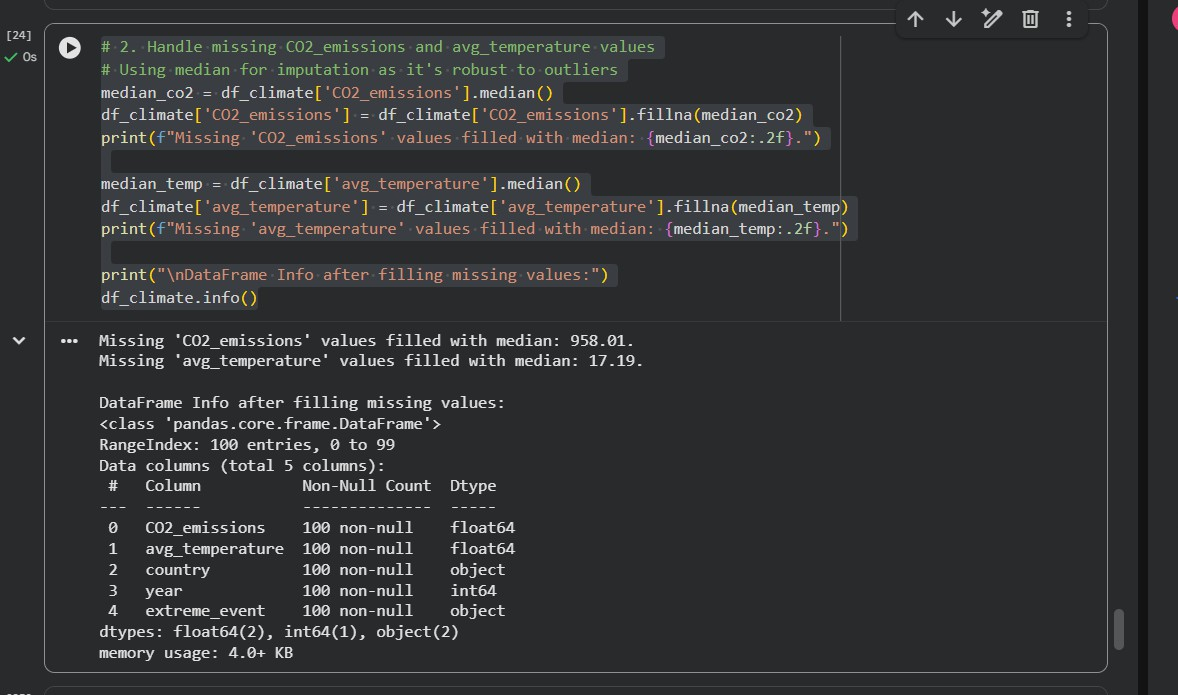 [24]
0s
# 2. Handle missing CO2_emissions and avg_temperature values
# Using median for imputation as it's robust to outliers
median_co2 = df_climate['CO2_emissions'].median()
df_climate['CO2_emissions'] = df_climate['CO2_emissions'].fillna(median_co2)
print(f"Missing 'CO2_emissions' values filled with median: {median_co2:.2f}.")
median_temp = df_climate['avg_temperature'].median()
df_climate['avg_temperature'] = df_climate['avg_temperature'].fillna(median_temp)
print(f"Missing 'avg_temperature' values filled with median: {median_temp:.2f}.")
print("\nDataFrame Info after filling missing values:")
df_climate.info()
Missing 'CO2_emissions' values filled with median: 958.01.
Missing 'avg_temperature' values filled with median: 17.19.
DataFrame Info after filling missing values:
<class 'pandas.core.frame.DataFrame'>
RangeIndex: 100 entries, 0 to 99
Data columns (total 5 columns):
 #   Column           Non-Null Count  Dtype
---  ------           --------------  -----
 0   CO2_emissions    100 non-null    float64
 1   avg_temperature  100 non-null    float64
 2   country          100 non-null    object
 3   year             100 non-null    int64
 4   extreme_event    100 non-null    object
dtypes: float64(2), int64(1), object(2)
memory usage: 4.0+ KB